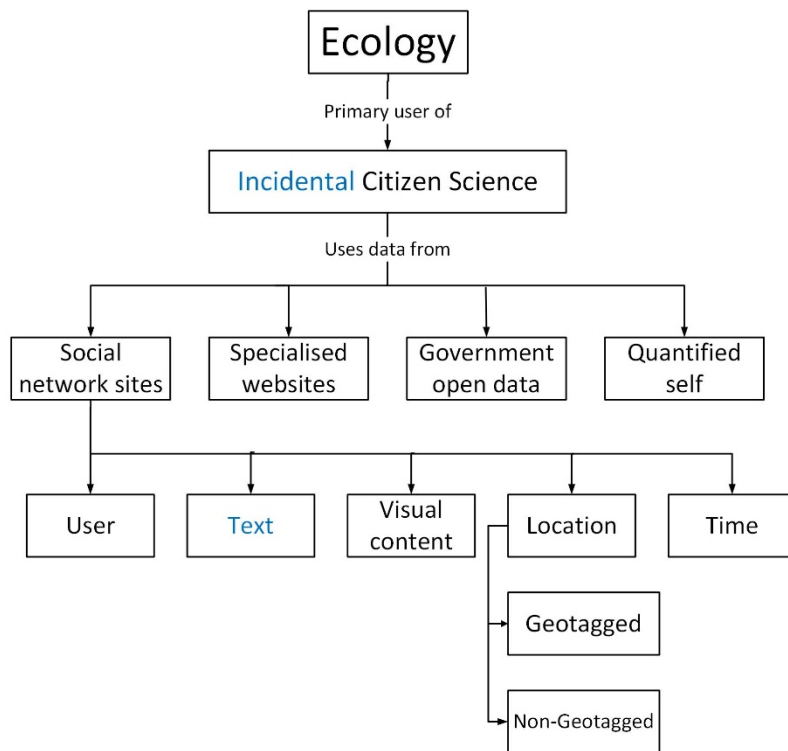 Ecology
Primary user of
Incidental Citizen Science
Uses data from
Social
network sites
Specialised
websites
Government
open data
Quantified
self
User
Text
Visual
content
Location
Time
Geotagged
Non-Geotagged